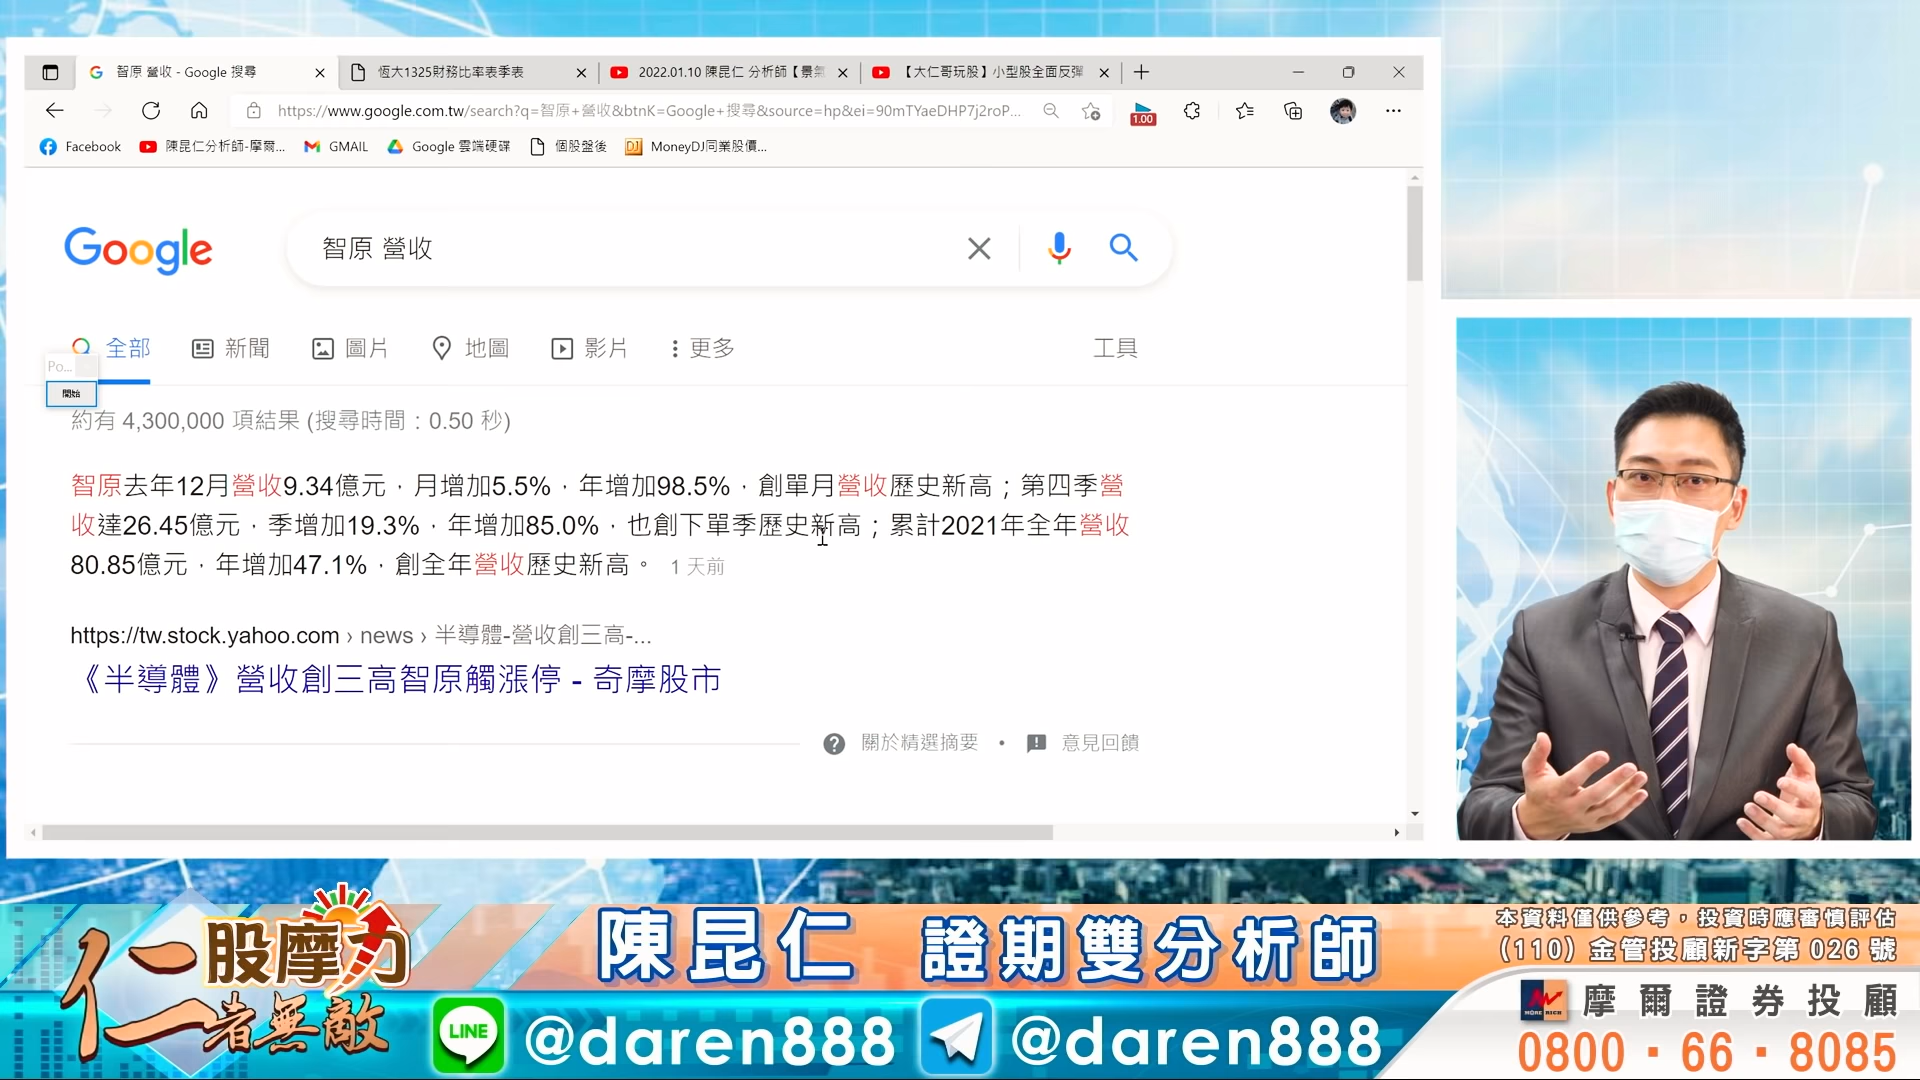 智原 營收 - Google 搜尋
恆大1325財務比率表季表
2022.01.10 陳昆仁 分析師【景氣
【大仁哥玩股】小型股全面反彈
https://www.google.com.tw/search?q=智原+營收&btnK=Google+搜尋&source=hp&ei=90mTYaeDHP7j2roP...
1.00
Facebook
陳昆仁分析師-摩爾...
GMAIL
Google 雲端硬碟
個股盤後
MoneyDJ同業股價...
Google
智原 營收
全部
新聞
圖片
地圖
影片
更多
工具
Po...
開始
約有 4,300,000 項結果 (搜尋時間：0.50 秒)
智原去年12月營收9.34億元，月增加5.5%，年增加98.5%，創單月營收歷史新高；第四季營
收達26.45億元，季增加19.3%，年增加85.0%，也創下單季歷史新高；累計2021年全年營收
80.85億元，年增加47.1%，創全年營收歷史新高。 1 天前
https://tw.stock.yahoo.com › news › 半導體-營收創三高-...
《半導體》營收創三高智原觸漲停 - 奇摩股市
關於精選摘要 • 意見回饋
股摩力
仁者無敵
陳昆仁 證期雙分析師
LINE @daren888
@daren888
本資料僅供參考，投資時應審慎評估
(110) 金管投顧新字第 026 號
MORE RICH
摩爾證券投顧
0800・66・8085